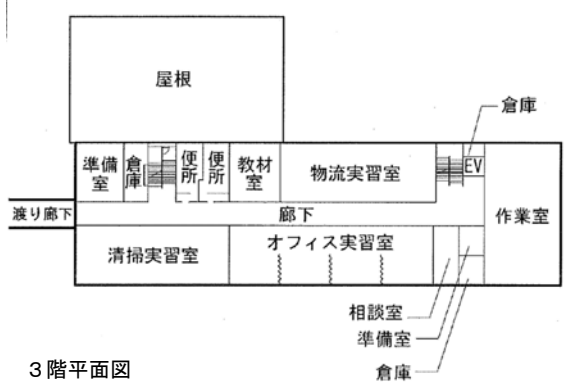 屋根
倉庫
準備室
倉庫
便所
便所
教材室
物流実習室
EV
渡り廊下
廊下
作業室
清掃実習室
オフィス実習室
相談室
準備室
倉庫
3階平面図